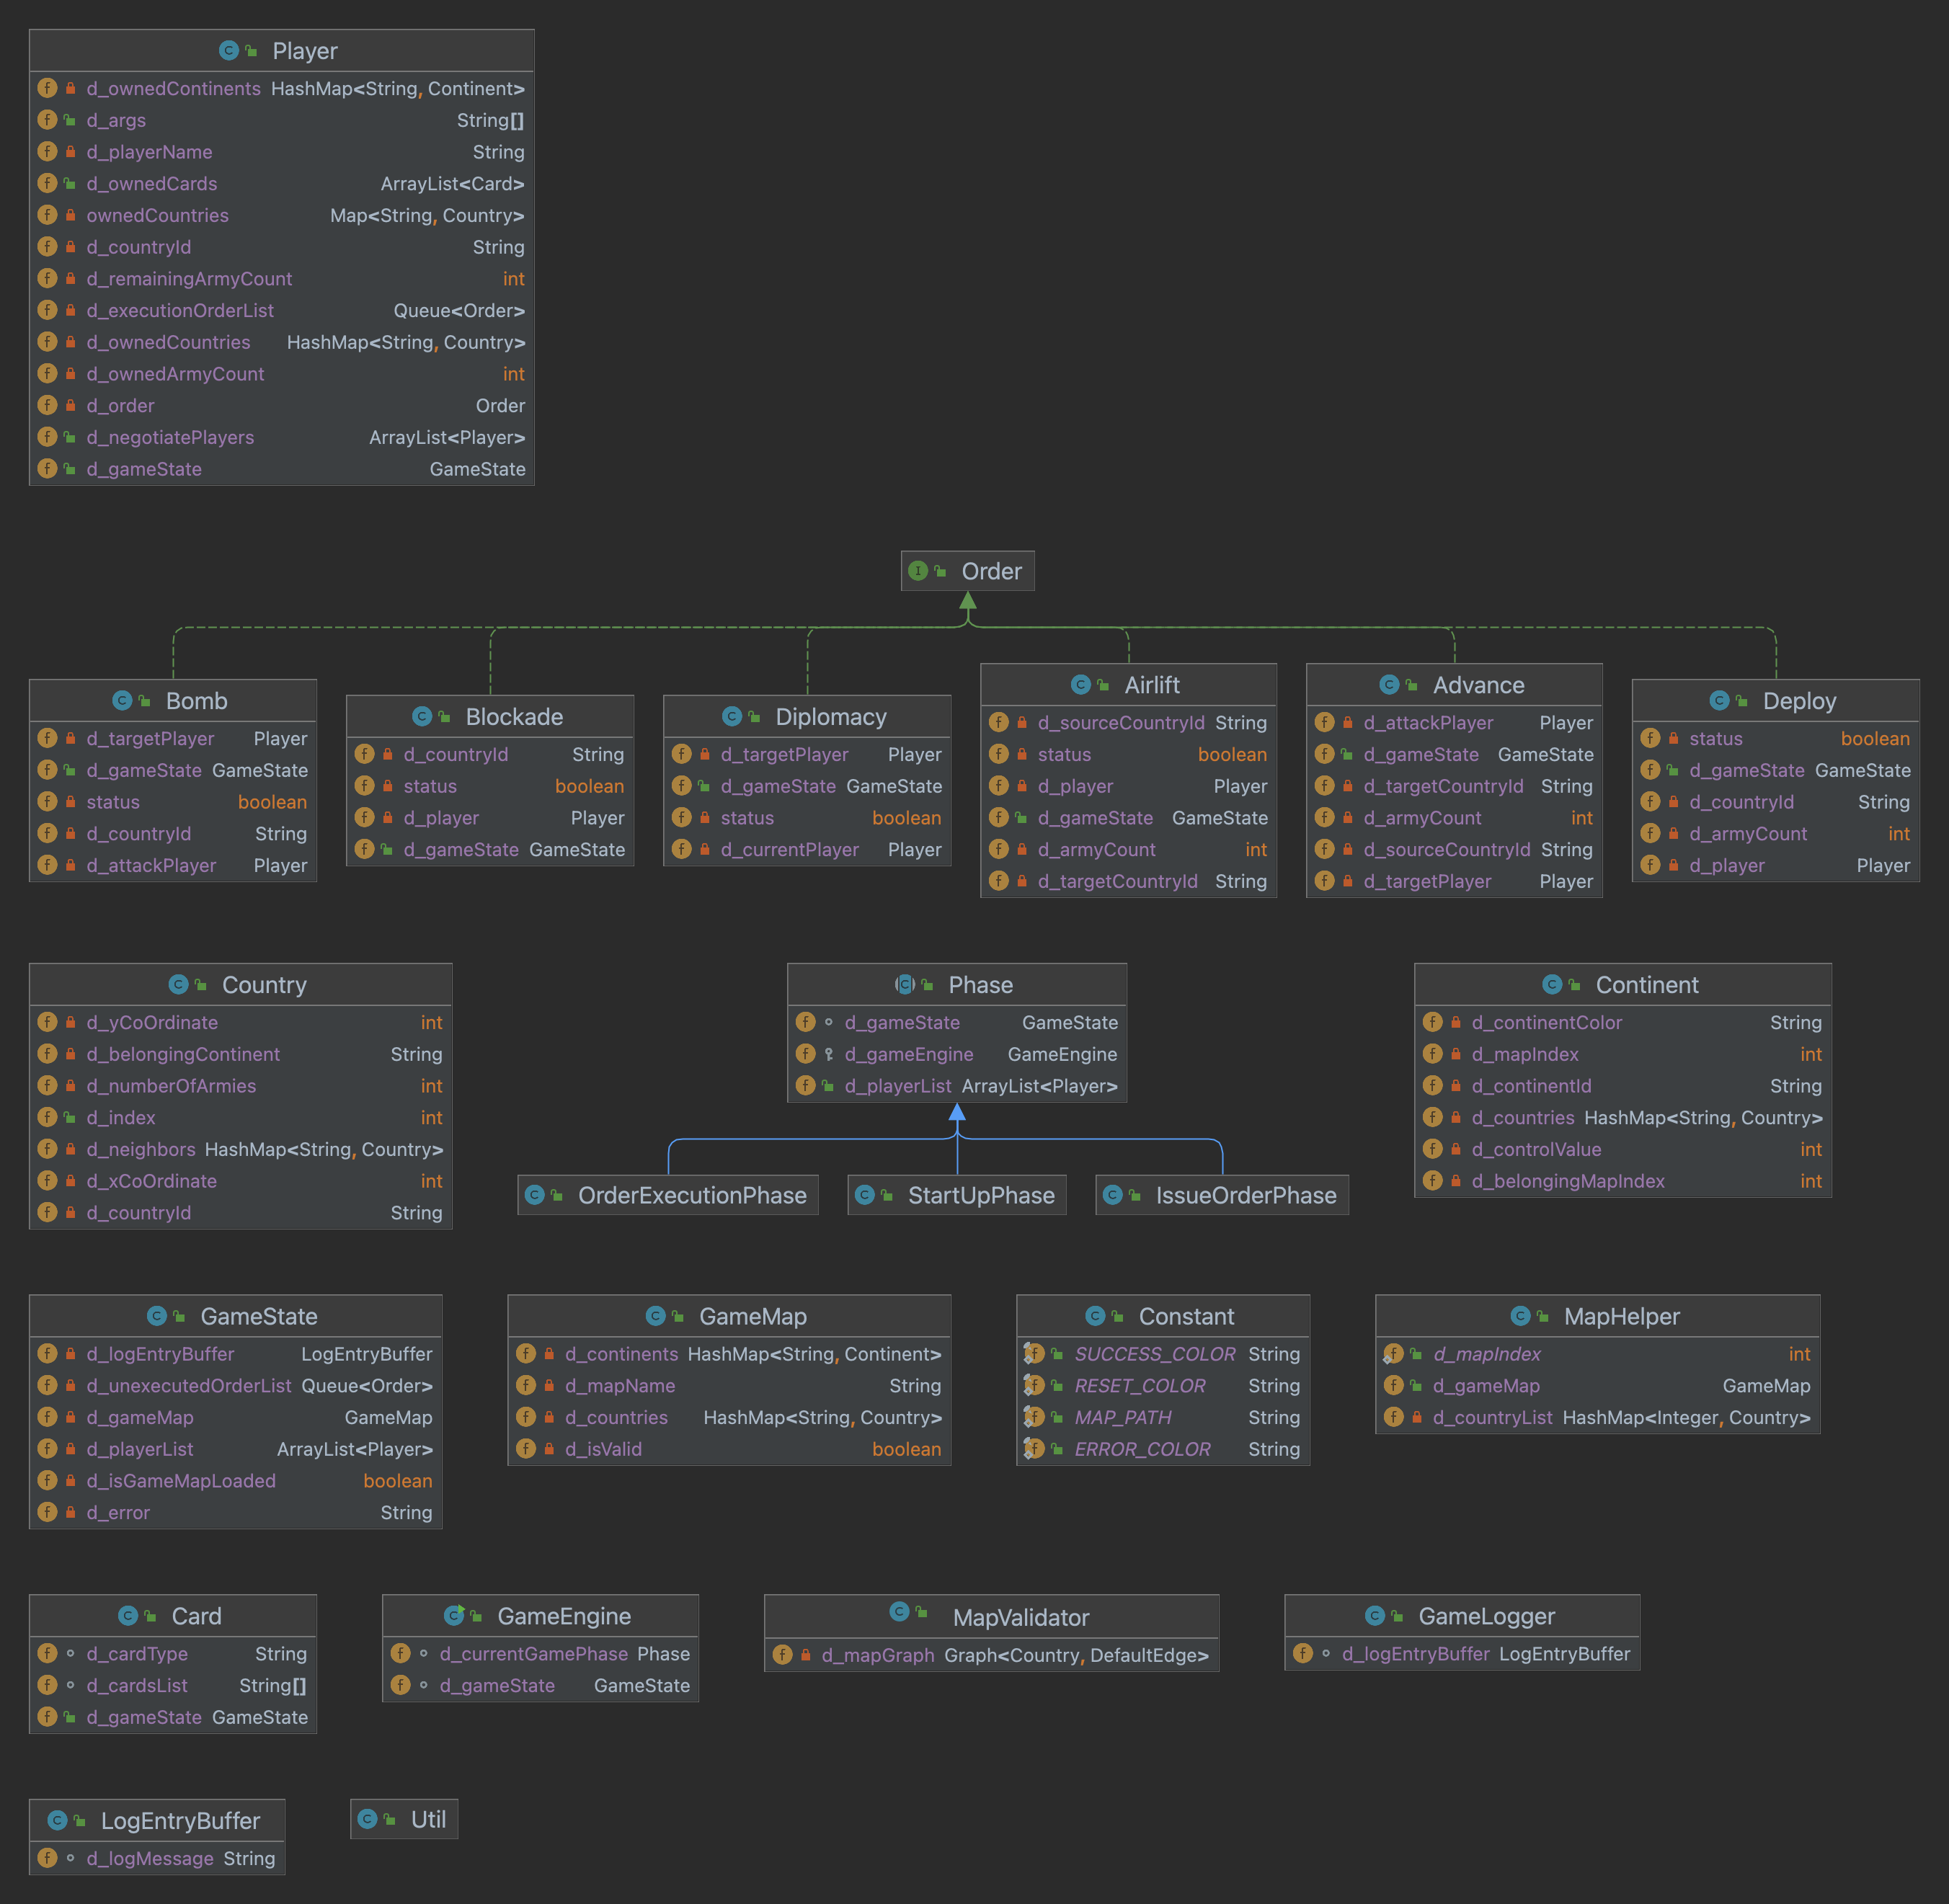 Player
d_ownedContinents HashMap<String, Continent>
d_args String[]
d_playerName String
d_ownedCards ArrayList<Card>
ownedCountries Map<String, Country>
d_countryId String
d_remainingArmyCount int
d_executionOrderList Queue<Order>
d_ownedCountries HashMap<String, Country>
d_ownedArmyCount int
d_order Order
d_negotiatePlayers ArrayList<Player>
d_gameState GameState
Order
Bomb
d_targetPlayer Player
d_gameState GameState
status boolean
d_countryId String
d_attackPlayer Player
Blockade
d_countryId String
status boolean
d_player Player
d_gameState GameState
Diplomacy
d_targetPlayer Player
d_gameState GameState
status boolean
d_currentPlayer Player
Airlift
d_sourceCountryId String
status boolean
d_player Player
d_gameState GameState
d_armyCount int
d_targetCountryId String
Advance
d_attackPlayer Player
d_gameState GameState
d_targetCountryId String
d_armyCount int
d_sourceCountryId String
d_targetPlayer Player
Deploy
status boolean
d_gameState GameState
d_countryId String
d_armyCount int
d_player Player
Country
d_yCoOrdinate int
d_belongingContinent String
d_numberOfArmies int
d_index int
d_neighbors HashMap<String, Country>
d_xCoOrdinate int
d_countryId String
Phase
d_gameState GameState
d_gameEngine GameEngine
d_playerList ArrayList<Player>
OrderExecutionPhase
StartUpPhase
IssueOrderPhase
Continent
d_continentColor String
d_mapIndex int
d_continentId String
d_countries HashMap<String, Country>
d_controlValue int
d_belongingMapIndex int
GameState
d_logEntryBuffer LogEntryBuffer
d_unexecutedOrderList Queue<Order>
d_gameMap GameMap
d_playerList ArrayList<Player>
d_isGameMapLoaded boolean
d_error String
GameMap
d_continents HashMap<String, Continent>
d_mapName String
d_countries HashMap<String, Country>
d_isValid boolean
Constant
SUCCESS_COLOR String
RESET_COLOR String
MAP_PATH String
ERROR_COLOR String
MapHelper
d_mapIndex int
d_gameMap GameMap
d_countryList HashMap<Integer, Country>
Card
d_cardType String
d_cardsList String[]
d_gameState GameState
GameEngine
d_currentGamePhase Phase
d_gameState GameState
MapValidator
d_mapGraph Graph<Country, DefaultEdge>
GameLogger
d_logEntryBuffer LogEntryBuffer
LogEntryBuffer
d_logMessage String
Util